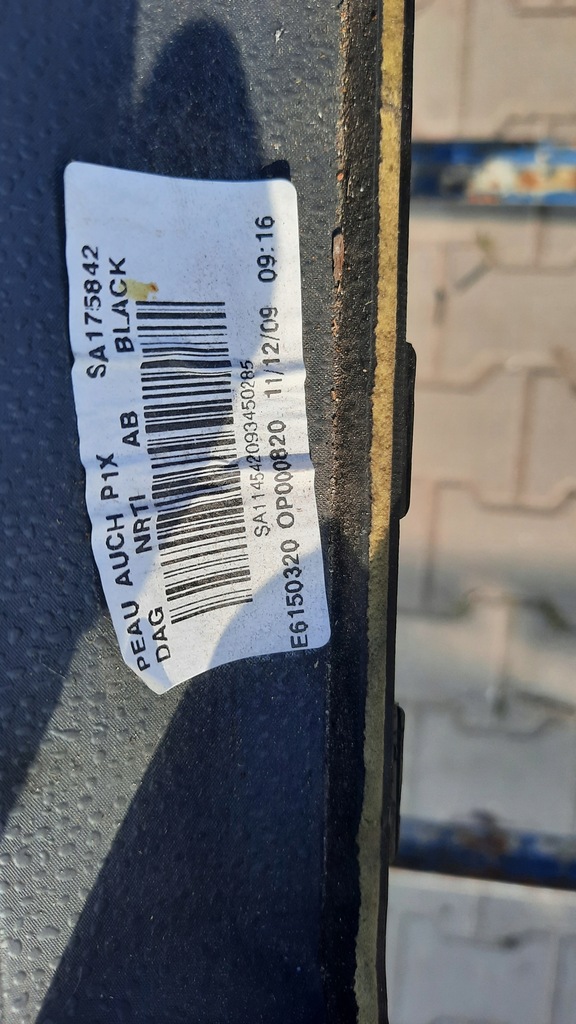 PEAU AUCH P1X SA175842
DAG NRTI AB BLACK
SA114542093450285
E6150320 OP000820 11/12/09 09:16